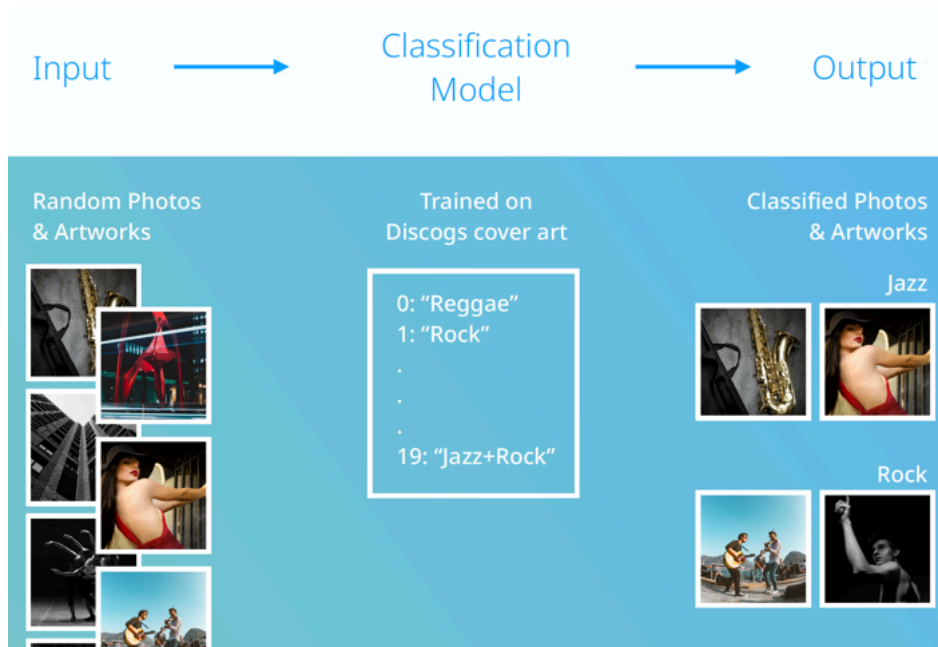 Input
Classification
Model
Output
Random Photos
& Artworks
Trained on
Discogs cover art
Classified Photos
& Artworks
0: “Reggae”
1: “Rock”
.
.
.
19: “Jazz+Rock”
Jazz
Rock